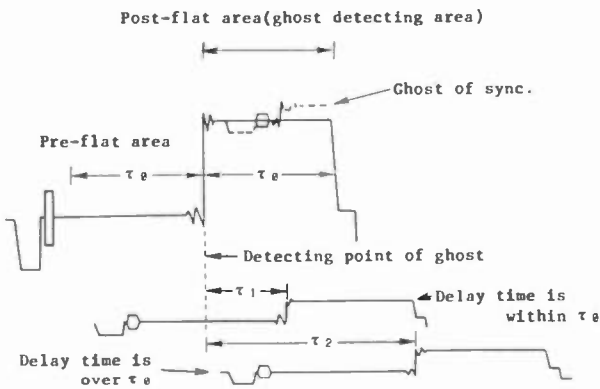 Post-flat area(ghost detecting area)
Ghost of sync.
Pre-flat area
τ ø
τ ø
Detecting point of ghost
τ 1
Delay time is
within τ ø
τ 2
Delay time is
over τ ø